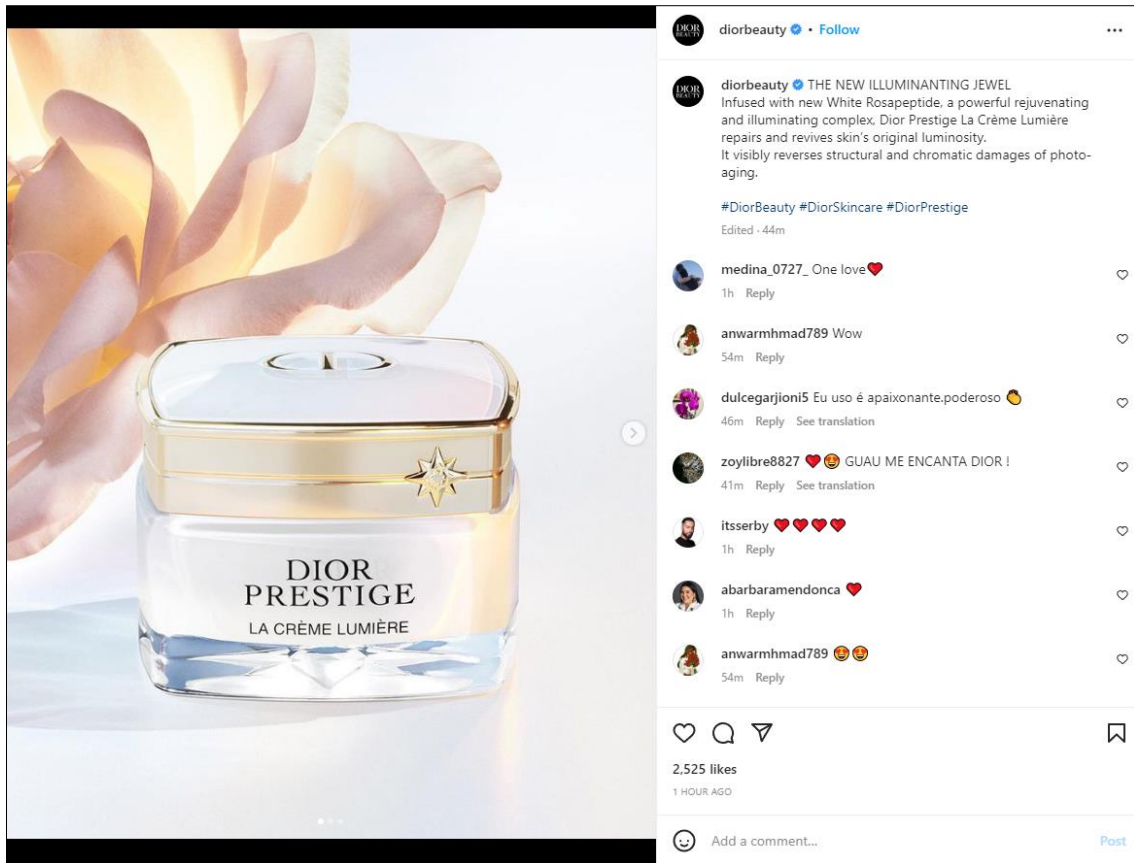 DIOR
PRESTIGE
LA CRÈME LUMIÈRE
DIOR
BEAUTY
diorbeauty • Follow
DIOR
BEAUTY
diorbeauty THE NEW ILLUMINANTING JEWEL
Infused with new White Rosapeptide, a powerful rejuvenating
and illuminating complex, Dior Prestige La Crème Lumière
repairs and revives skin's original luminosity.
It visibly reverses structural and chromatic damages of photo-
aging.
#DiorBeauty #DiorSkincare #DiorPrestige
Edited · 44m
medina_0727_ One love❤️
1h Reply
anwarmhmad789 Wow
54m Reply
dulcegarjioni5 Eu uso é apaixonante.poderoso 👏
46m Reply See translation
zoylibre8827 ❤️😍 GUAU ME ENCANTA DIOR !
41m Reply See translation
itsserby ❤️❤️❤️❤️
1h Reply
abarbaramendonca ❤️
1h Reply
anwarmhmad789 😍😍
54m Reply
2,525 likes
1 HOUR AGO
Add a comment...
Post